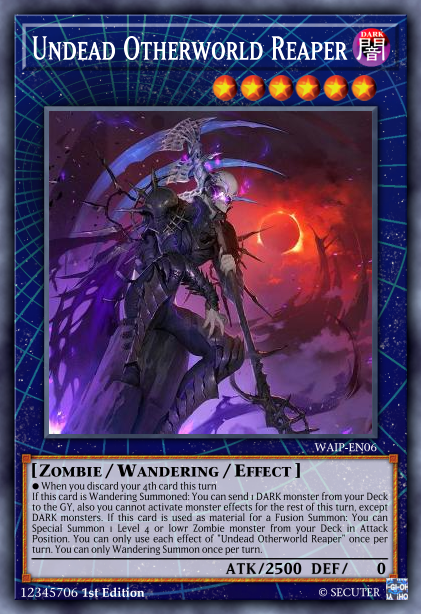 Undead Otherworld Reaper
DARK
闇
WAIP-EN06
[Zombie / Wandering / Effect]
● When you discard your 4th card this turn
If this card is Wandering Summoned: You can send 1 DARK monster from your Deck
to the GY, also you cannot activate monster effects for the rest of this turn, except
DARK monsters. If this card is used as material for a Fusion Summon: You can
Special Summon 1 Level 4 or lowr Zombie monster from your Deck in Attack
Position. You can only use each effect of "Undead Otherworld Reaper" once per
turn. You can only Wandering Summon once per turn.
ATK/2500 DEF/ 0
12345706 1st Edition
© SECUTER